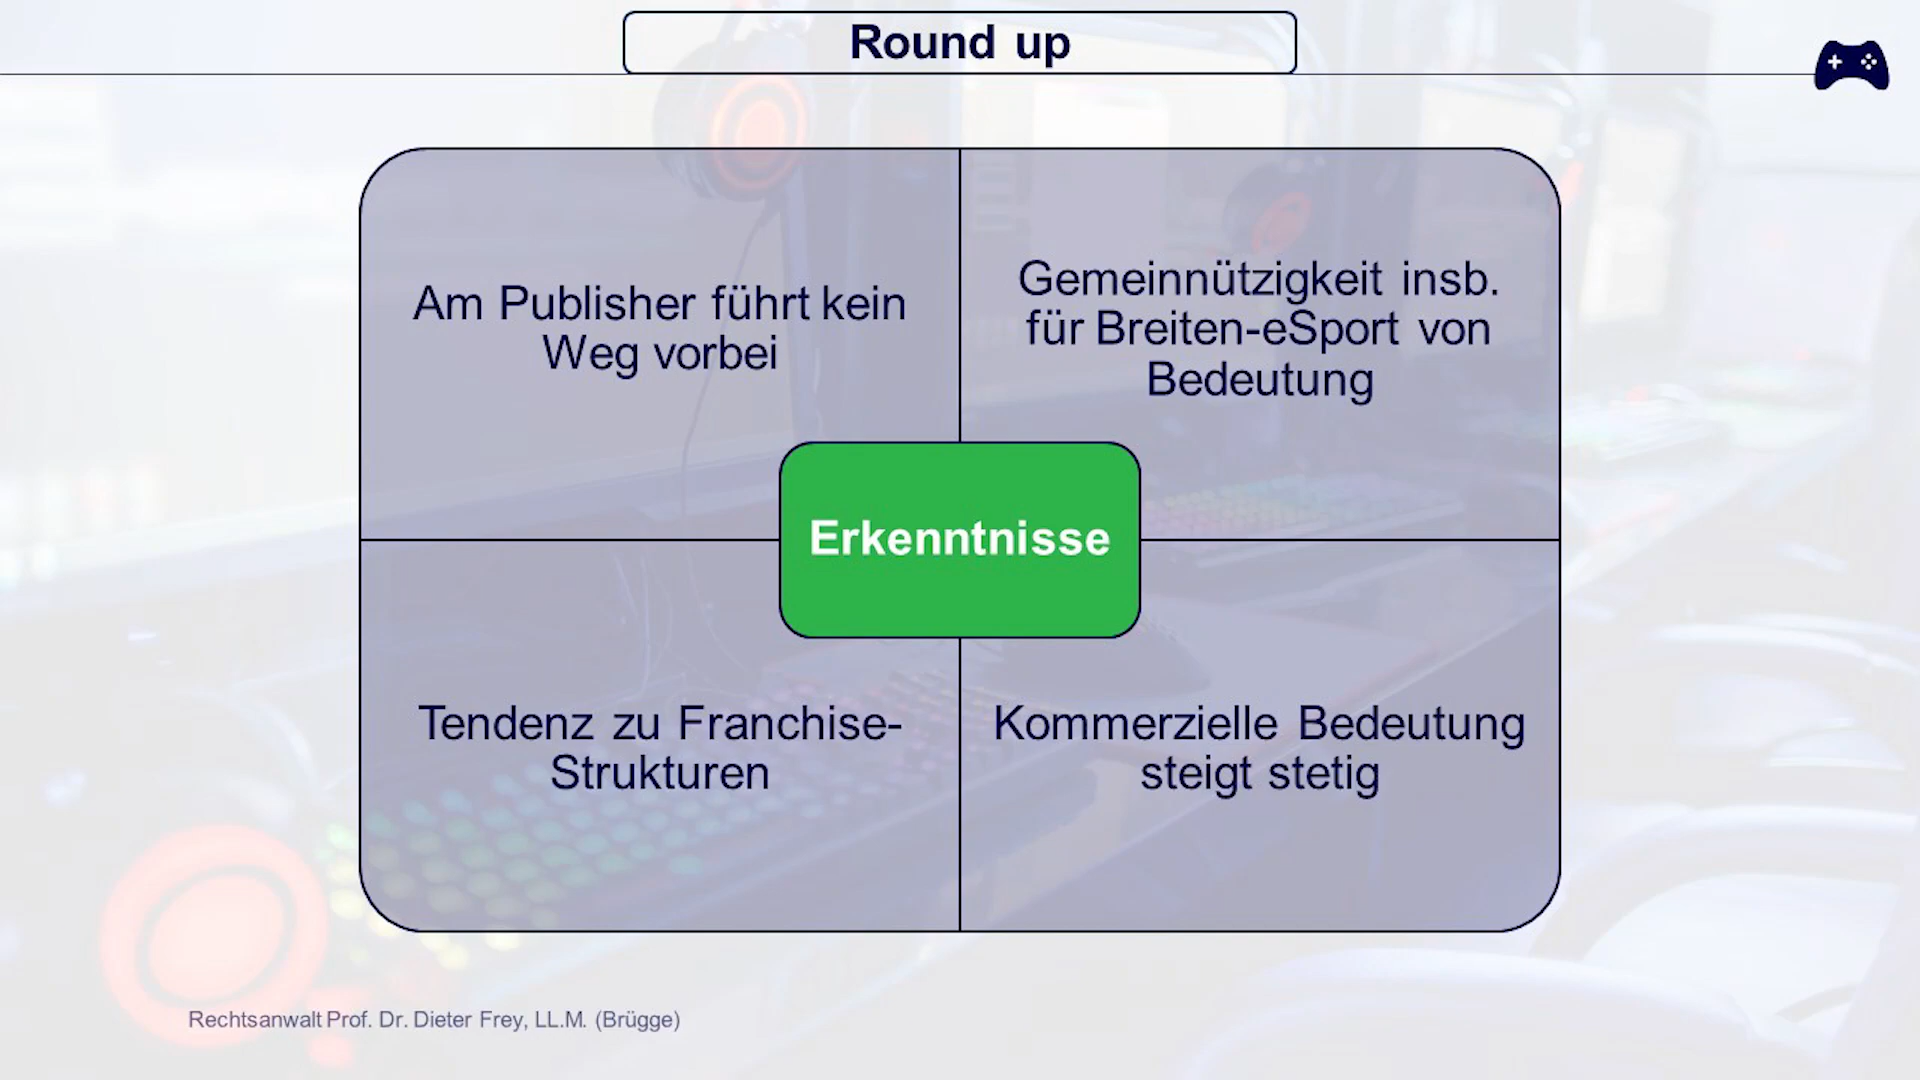 Round up
Am Publisher führt kein
Weg vorbei
Gemeinnützigkeit insb.
für Breiten-eSport von
Bedeutung
Erkenntnisse
Tendenz zu Franchise-
Strukturen
Kommerzielle Bedeutung
steigt stetig
Rechtsanwalt Prof. Dr. Dieter Frey, LL.M. (Brügge)